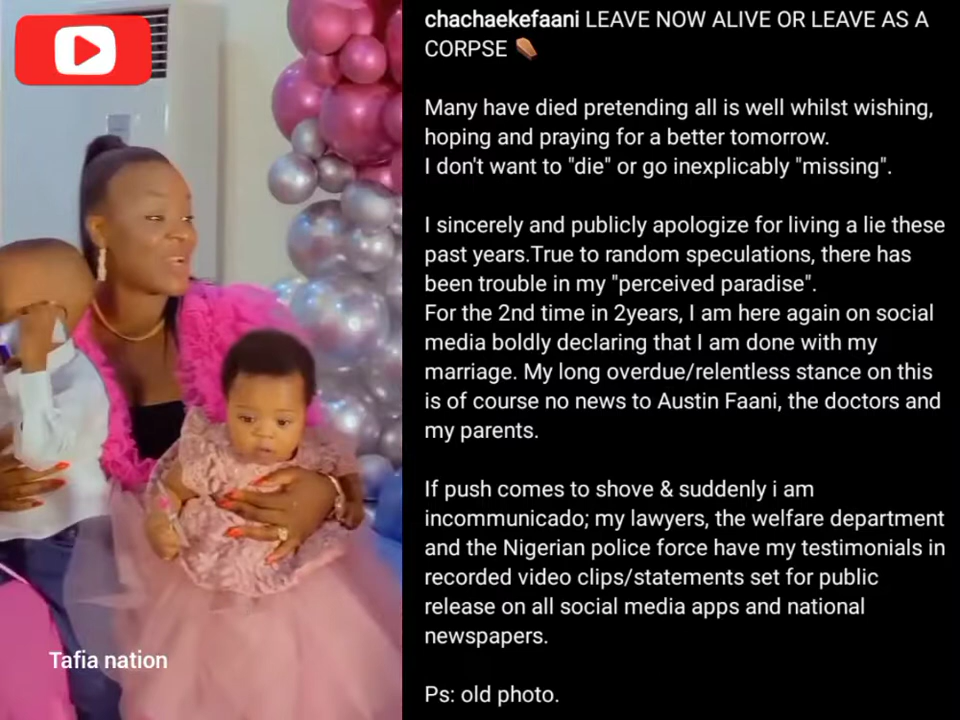 chachaekefaani LEAVE NOW ALIVE OR LEAVE AS A
CORPSE ⚰️
Many have died pretending all is well whilst wishing,
hoping and praying for a better tomorrow.
I don't want to "die" or go inexplicably "missing".
I sincerely and publicly apologize for living a lie these
past years.True to random speculations, there has
been trouble in my "perceived paradise".
For the 2nd time in 2years, I am here again on social
media boldly declaring that I am done with my
marriage. My long overdue/relentless stance on this
is of course no news to Austin Faani, the doctors and
my parents.
If push comes to shove & suddenly i am
incommunicado; my lawyers, the welfare department
and the Nigerian police force have my testimonials in
recorded video clips/statements set for public
release on all social media apps and national
newspapers.
Ps: old photo.
Tafia nation